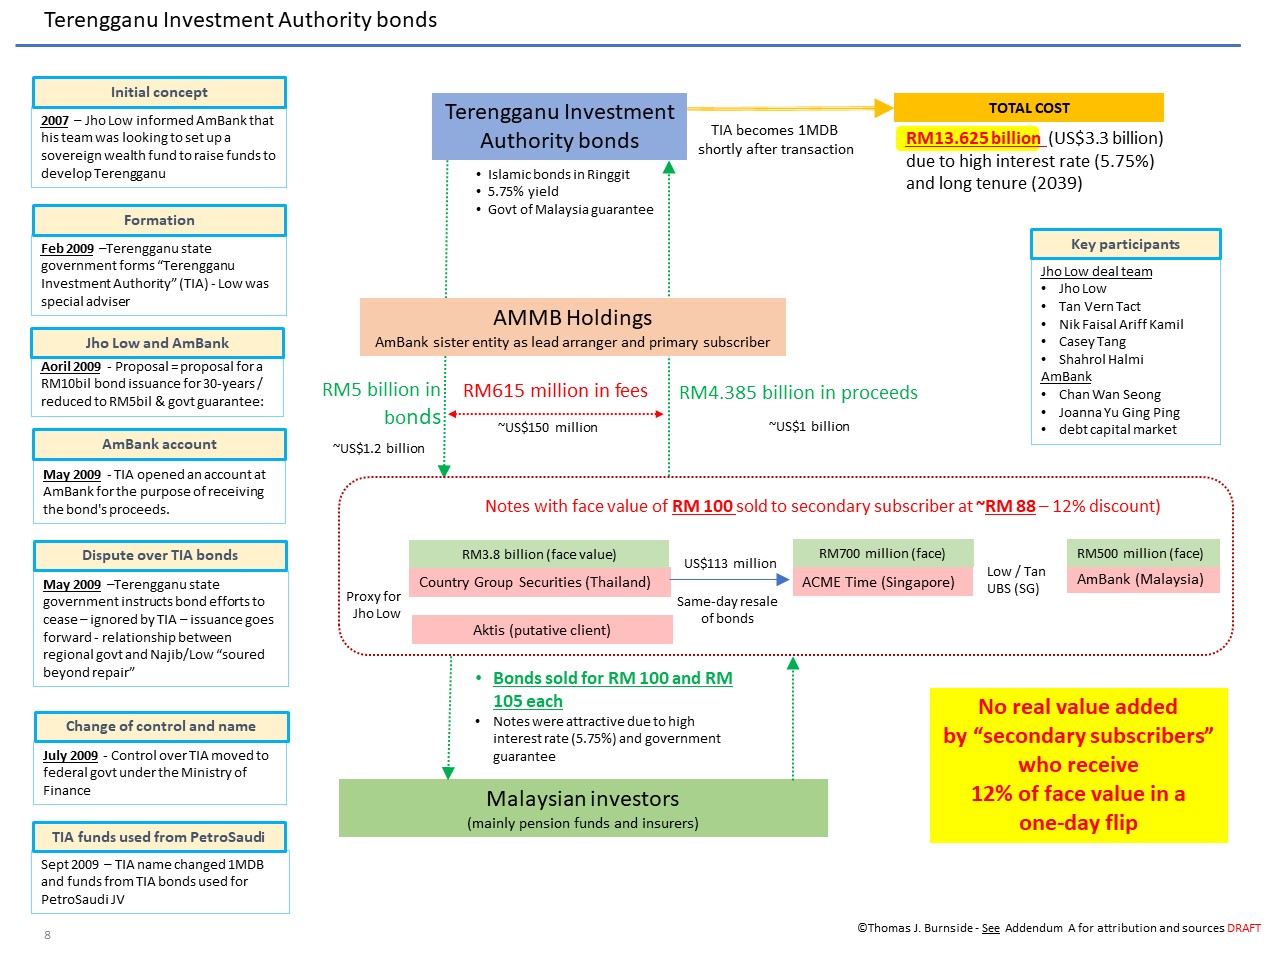 Terengganu Investment Authority bonds
Initial concept
2007 – Jho Low informed AmBank that
his team was looking to set up a
sovereign wealth fund to raise funds to
develop Terengganu
Formation
Feb 2009 –Terengganu state
government forms “Terengganu
Investment Authority” (TIA) - Low was
special adviser
Jho Low and AmBank
Aoril 2009 - Proposal = proposal for a
RM10bil bond issuance for 30-years /
reduced to RM5bil & govt guarantee:
AmBank account
May 2009 - TIA opened an account at
AmBank for the purpose of receiving
the bond's proceeds.
Dispute over TIA bonds
May 2009 –Terengganu state
government instructs bond efforts to
cease – ignored by TIA – issuance goes
forward - relationship between
regional govt and Najib/Low “soured
beyond repair”
Change of control and name
July 2009 - Control over TIA moved to
federal govt under the Ministry of
Finance
TIA funds used from PetroSaudi
Sept 2009 – TIA name changed 1MDB
and funds from TIA bonds used for
PetroSaudi JV
8
Terengganu Investment
Authority bonds
• Islamic bonds in Ringgit
• 5.75% yield
• Govt of Malaysia guarantee
TIA becomes 1MDB
shortly after transaction
TOTAL COST
RM13.625 billion (US$3.3 billion)
due to high interest rate (5.75%)
and long tenure (2039)
Key participants
Jho Low deal team
• Jho Low
• Tan Vern Tact
• Nik Faisal Ariff Kamil
• Casey Tang
• Shahrol Halmi
AmBank
• Chan Wan Seong
• Joanna Yu Ging Ping
• debt capital market
AMMB Holdings
AmBank sister entity as lead arranger and primary subscriber
RM5 billion in
bonds
~US$1.2 billion
RM615 million in fees
~US$150 million
RM4.385 billion in proceeds
~US$1 billion
Notes with face value of RM 100 sold to secondary subscriber at ~RM 88 – 12% discount)
Proxy for
Jho Low
RM3.8 billion (face value)
Country Group Securities (Thailand)
Aktis (putative client)
US$113 million
Same-day resale
of bonds
RM700 million (face)
ACME Time (Singapore)
Low / Tan
UBS (SG)
RM500 million (face)
AmBank (Malaysia)
• Bonds sold for RM 100 and RM
105 each
• Notes were attractive due to high
interest rate (5.75%) and government
guarantee
Malaysian investors
(mainly pension funds and insurers)
No real value added
by “secondary subscribers”
who receive
12% of face value in a
one-day flip
©Thomas J. Burnside - See Addendum A for attribution and sources DRAFT